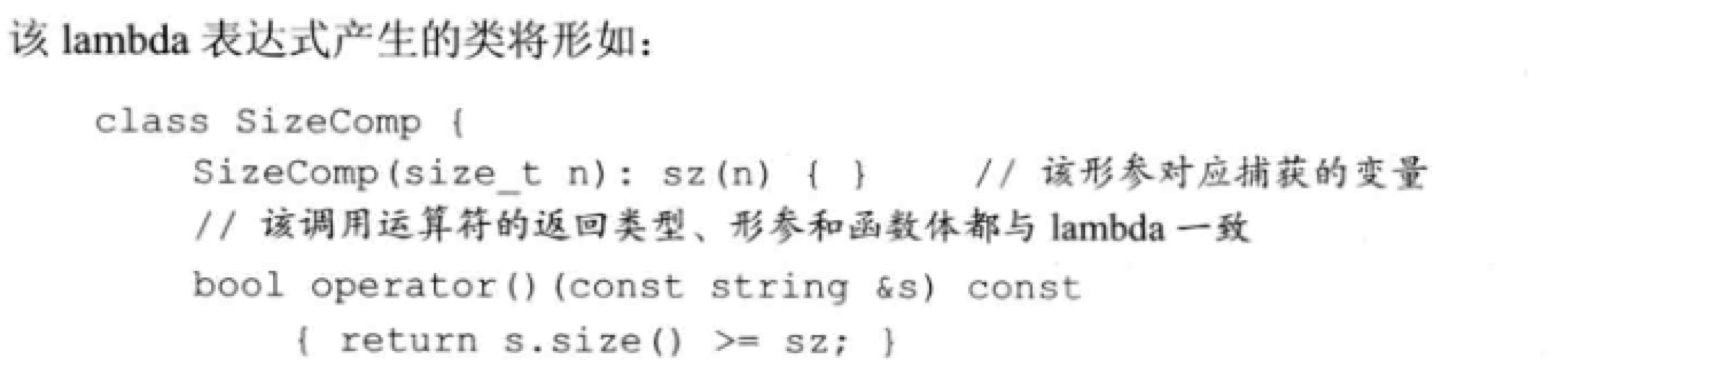 该 lambda 表达式产生的类将形如：
class SizeComp {
SizeComp(size_t n): sz(n) { } // 该形参对应捕获的变量
// 该调用运算符的返回类型、形参和函数体都与 lambda 一致
bool operator()(const string &s) const
{ return s.size() >= sz; }